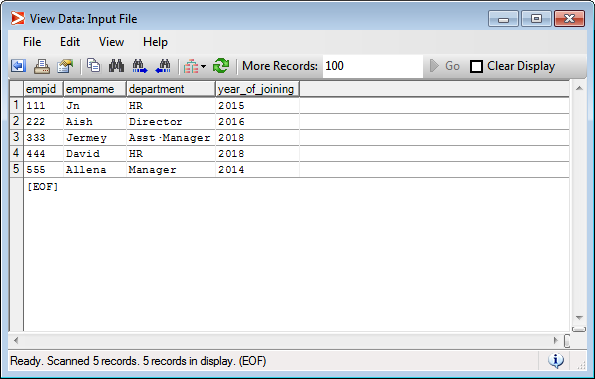 View Data: Input File
File Edit View Help
More Records: 100 Go Clear Display
empid empname department year_of_joining
1 111 Jn HR 2015
2 222 Aish Director 2016
3 333 Jermey Asst·Manager 2018
4 444 David HR 2018
5 555 Allena Manager 2014
[EOF]
Ready. Scanned 5 records. 5 records in display. (EOF)